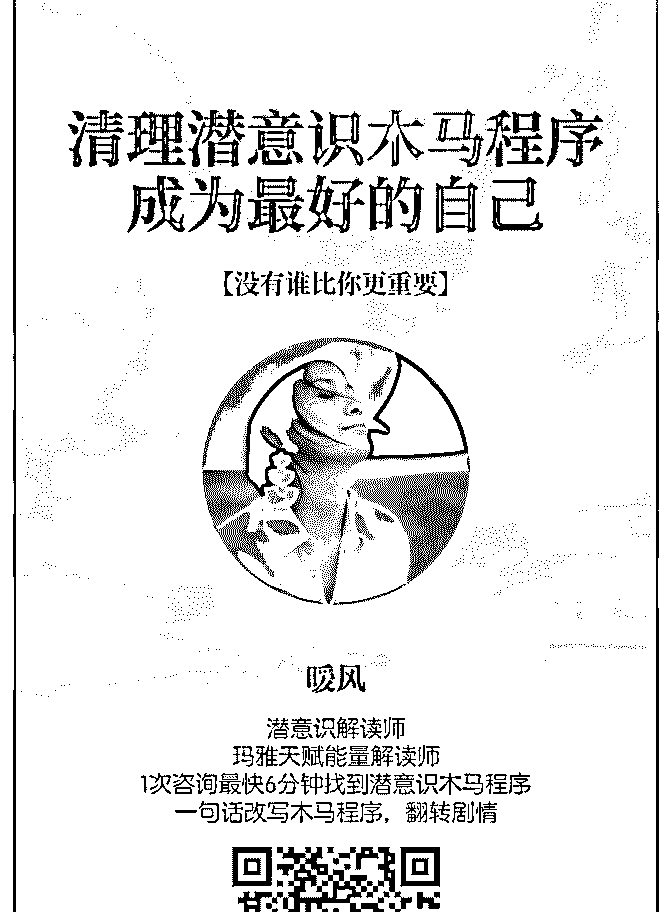 清理潜意识木马程序
成为最好的自己
【没有谁比你更重要】
暖风
潜意识解读师
玛雅天赋能量解读师
1次咨询最快6分钟找到潜意识木马程序
一句话改写木马程序，翻转剧情